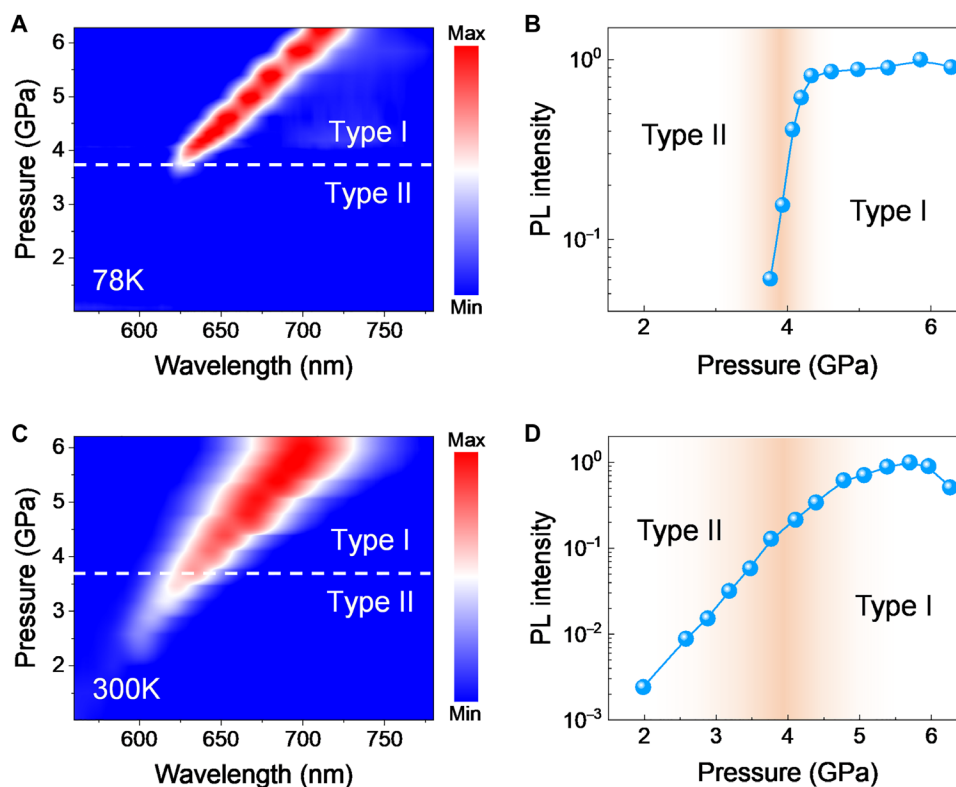 A
Pressure (GPa)
6
5
4
3
2
Type I
Type II
78K
600
650
700
750
Wavelength (nm)
Max
Min
B
PL intensity
10⁰
10⁻¹
Type II
Type I
2
4
6
Pressure (GPa)
C
Pressure (GPa)
6
5
4
3
2
Type I
Type II
300K
600
650
700
750
Wavelength (nm)
Max
Min
D
PL intensity
10⁰
10⁻¹
10⁻²
10⁻³
Type II
Type I
2
3
4
5
6
Pressure (GPa)